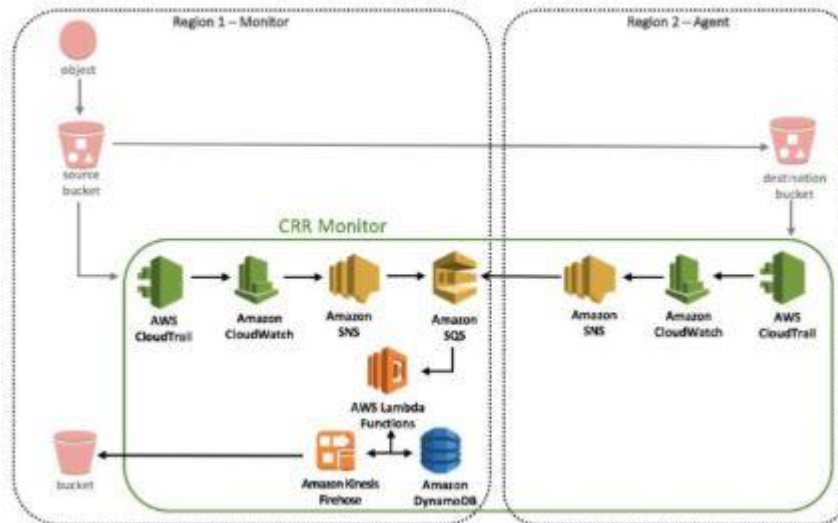 Region 1 – Monitor
Region 2 – Agent
object
source
bucket
destination
bucket
CRR Monitor
AWS
CloudTrail
Amazon
CloudWatch
Amazon
SNS
Amazon
SQS
Amazon
SNS
Amazon
CloudWatch
AWS
CloudTrail
AWS Lambda
Functions
bucket
Amazon Kinesis
Firehose
Amazon
DynamoDB